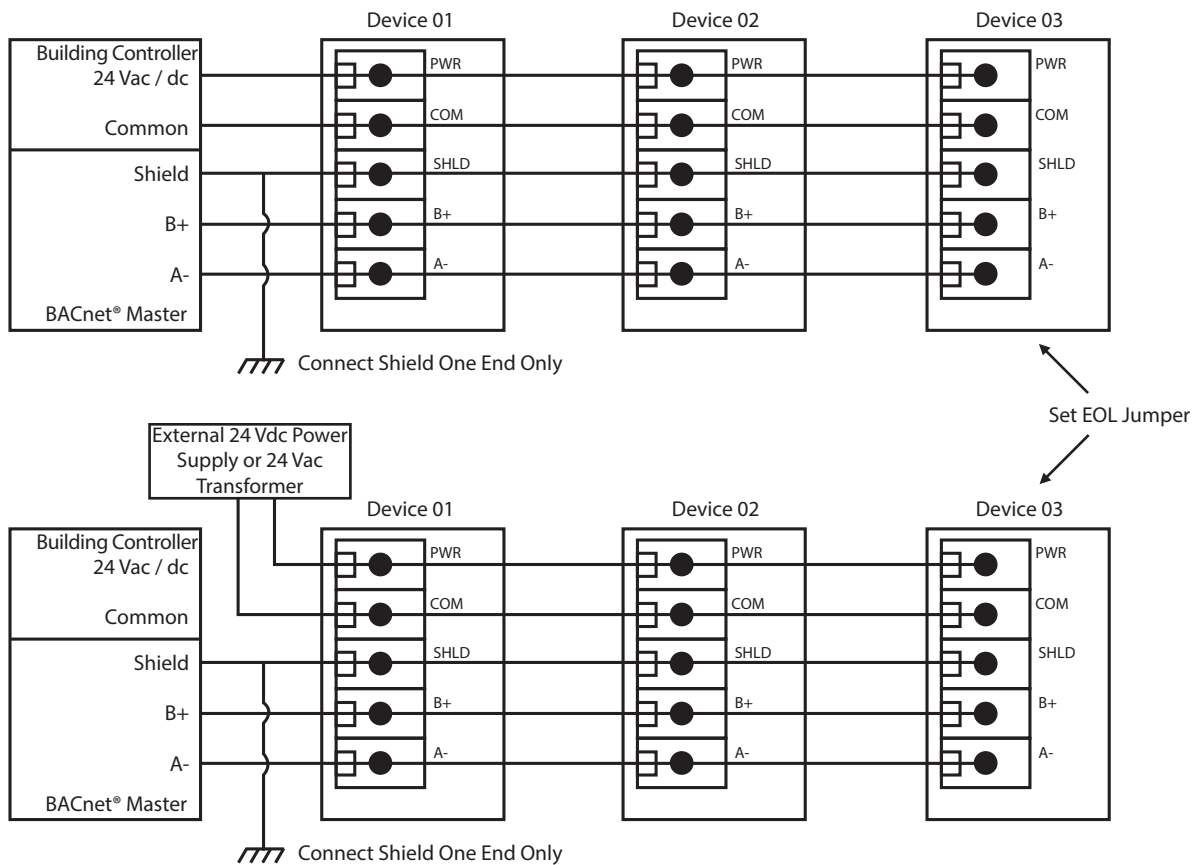 Device 01
Device 02
Device 03
Building Controller
24 Vac / dc
Common
Shield
B+
A-
BACnet® Master
PWR
COM
SHLD
B+
A-
PWR
COM
SHLD
B+
A-
PWR
COM
SHLD
B+
A-
Connect Shield One End Only
Set EOL Jumper
External 24 Vdc Power
Supply or 24 Vac
Transformer
Device 01
Device 02
Device 03
Building Controller
24 Vac / dc
Common
Shield
B+
A-
BACnet® Master
PWR
COM
SHLD
B+
A-
PWR
COM
SHLD
B+
A-
PWR
COM
SHLD
B+
A-
Connect Shield One End Only